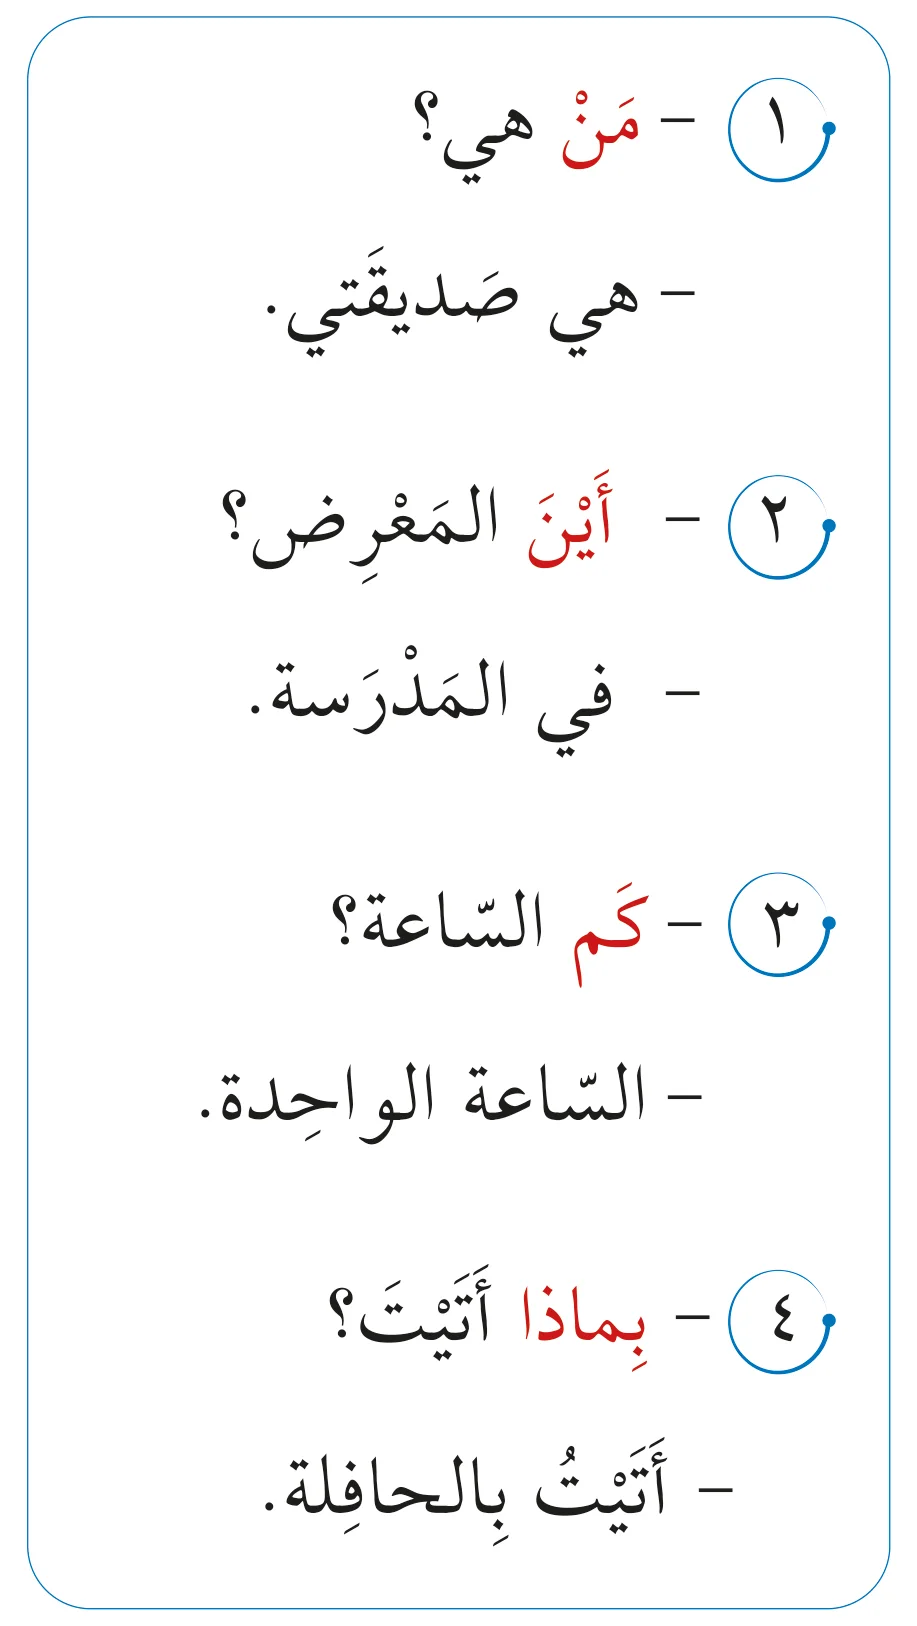 ١ – مَنْ هي؟
– هي صَديقَتي.
٢ – أَيْنَ المَعْرِض؟
– في المَدْرَسة.
٣ – كَم السّاعة؟
– السّاعة الواحِدة.
٤ – بِماذا أَتَيْتَ؟
– أَتَيْتُ بِالحافِلة.